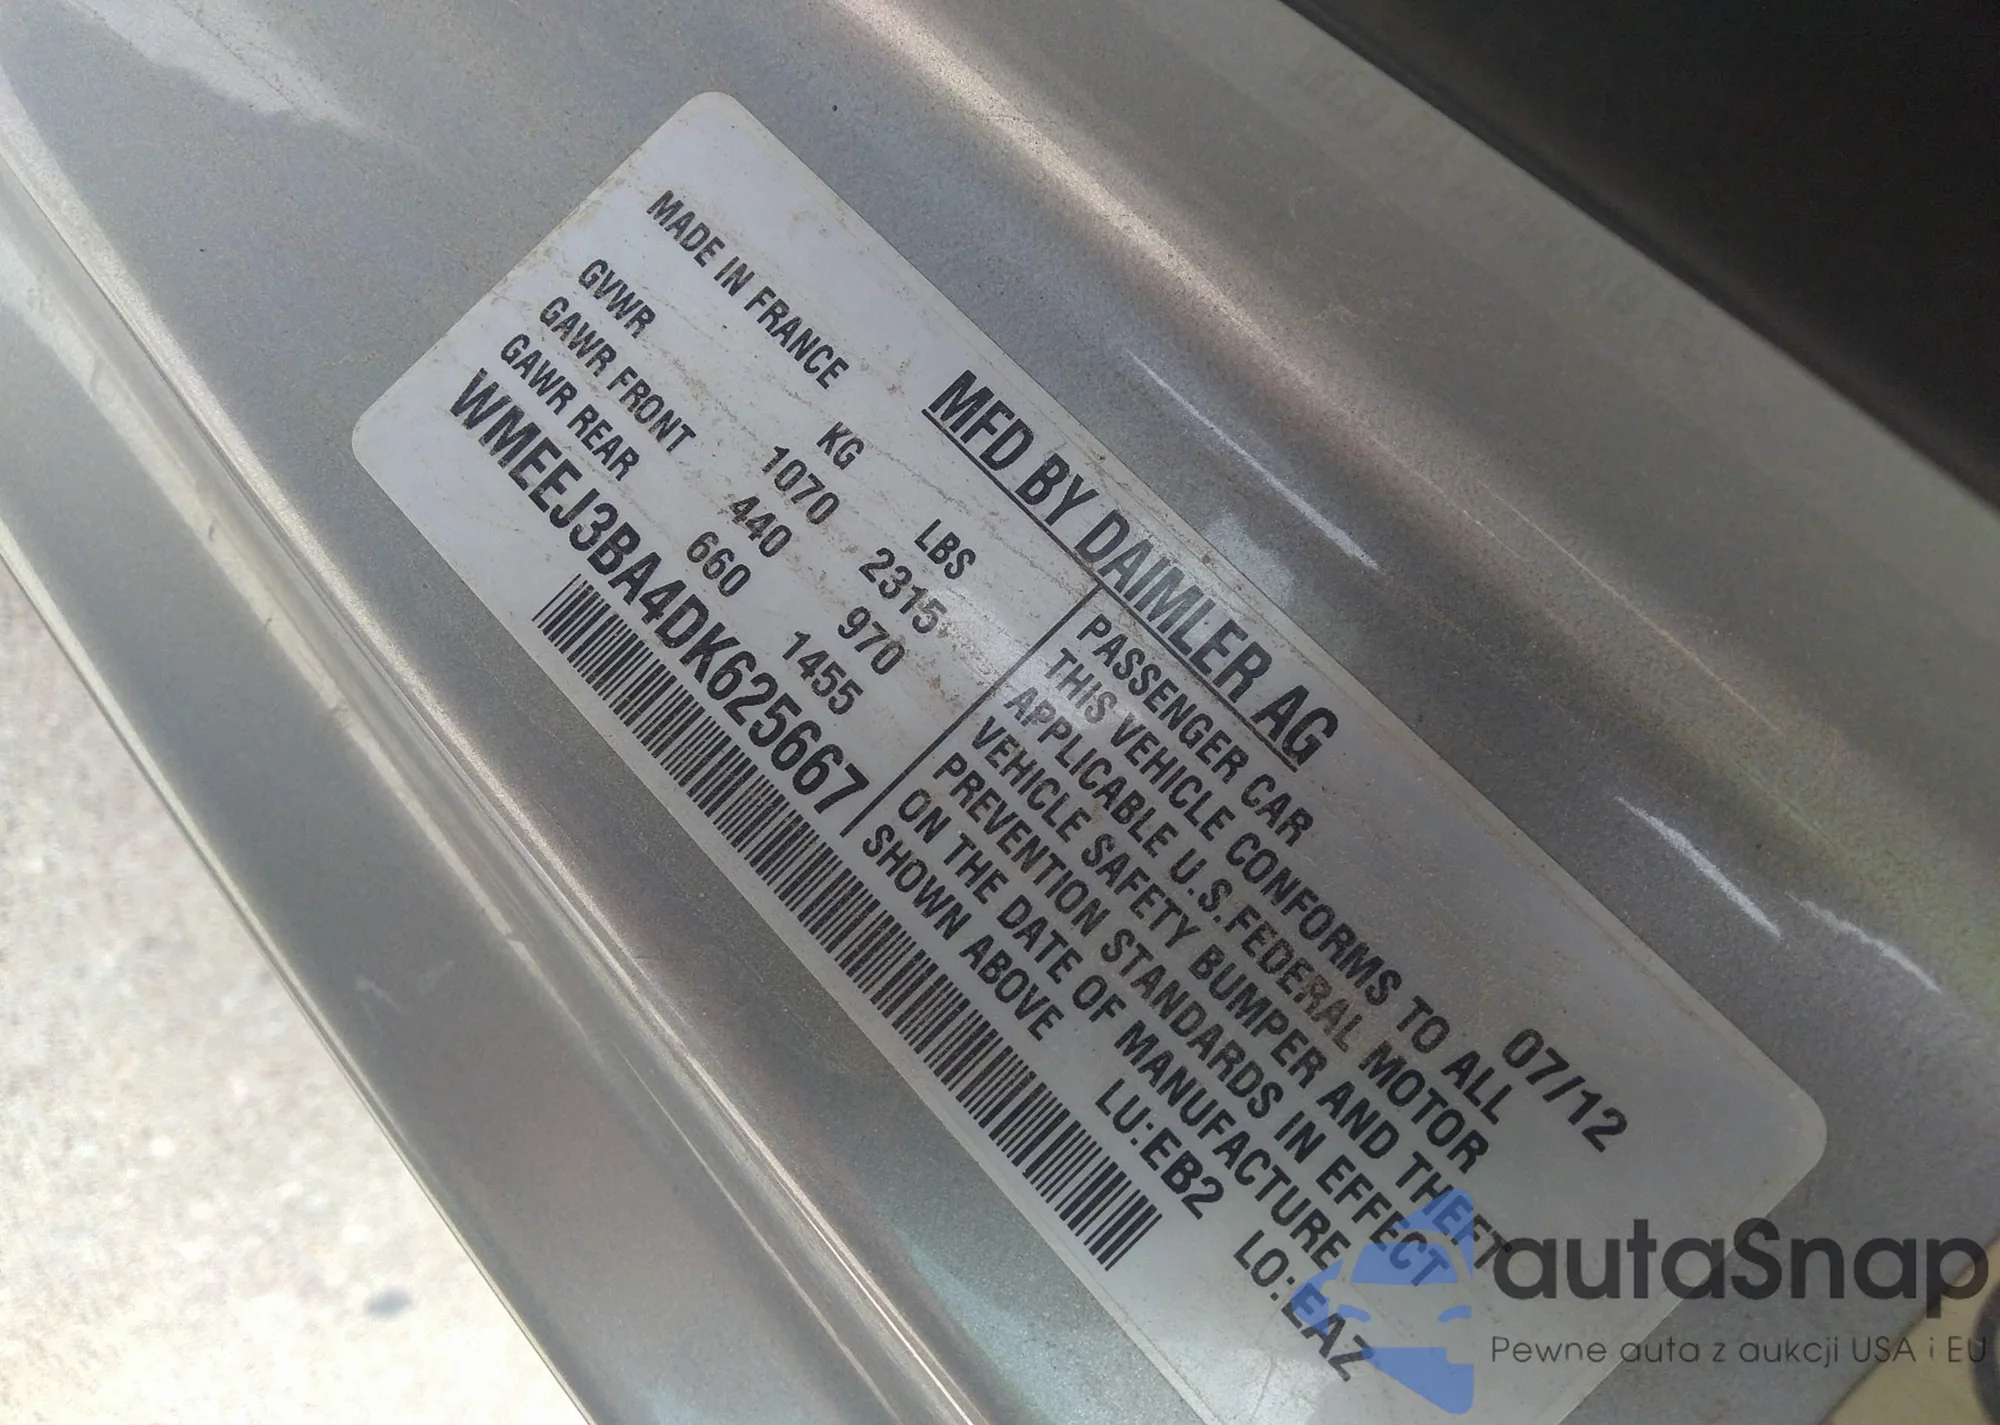 MFD BY DAIMLER AG
07/12
MADE IN FRANCE
KG LBS
GVWR 1070 2315
GAWR FRONT 440 970
GAWR REAR 660 1455
WMEEJ3BA4DK625667
PASSENGER CAR
THIS VEHICLE CONFORMS TO ALL
APPLICABLE U.S.FEDERAL MOTOR
VEHICLE SAFETY BUMPER AND THEFT
PREVENTION STANDARDS IN EFFECT
ON THE DATE OF MANUFACTURE
SHOWN ABOVE
LU:EB2 LO:EAZ
autaSnap
Pewne auta z aukcji USA i EU